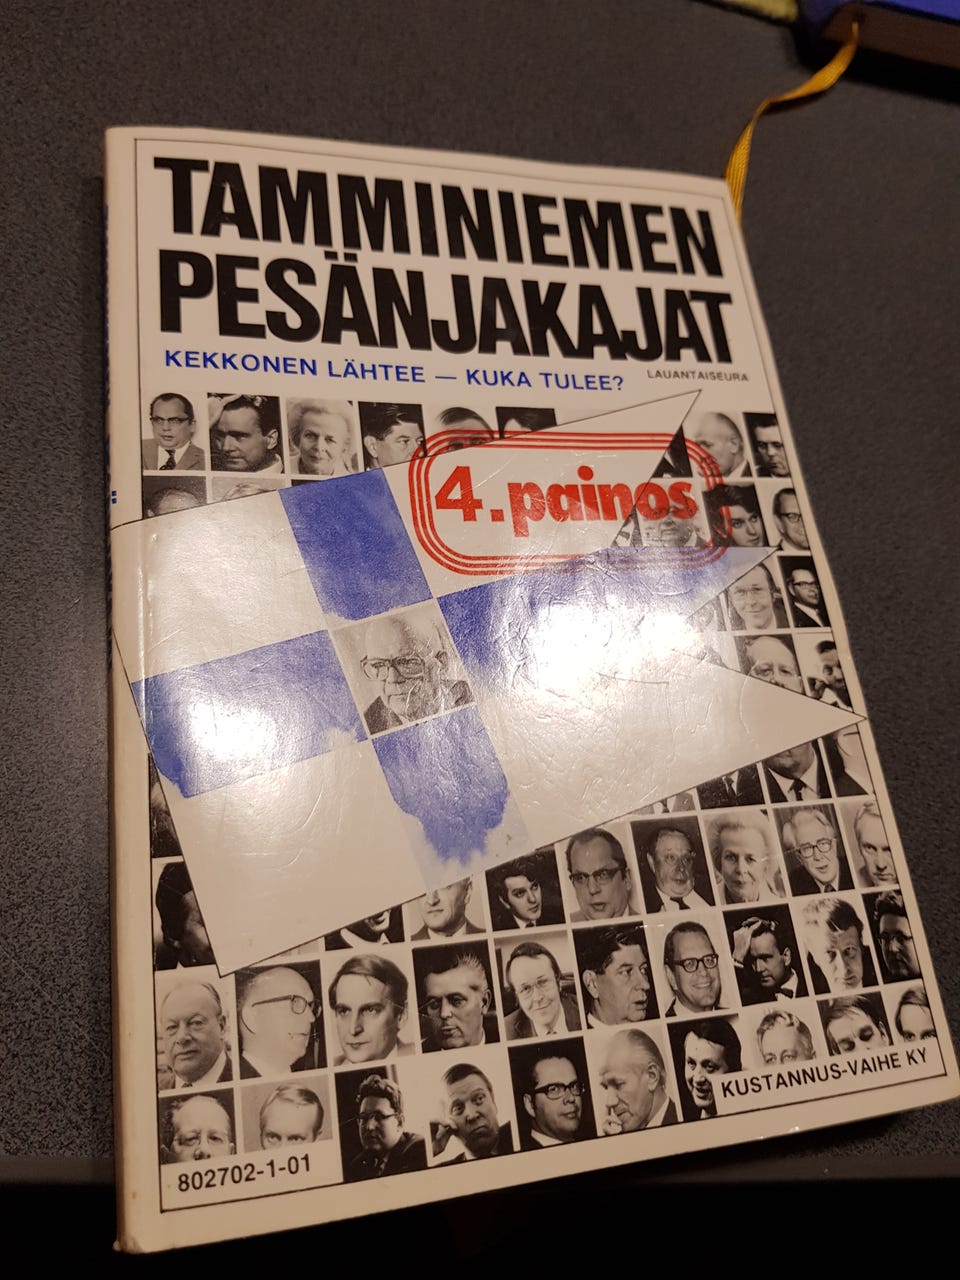 TAMMINIEMEN
PESÄNJAKAJAT
KEKKONEN LÄHTEE — KUKA TULEE?
LAUANTAISEURA
4. painos
KUSTANNUS-VAIHE KY
802702-1-01